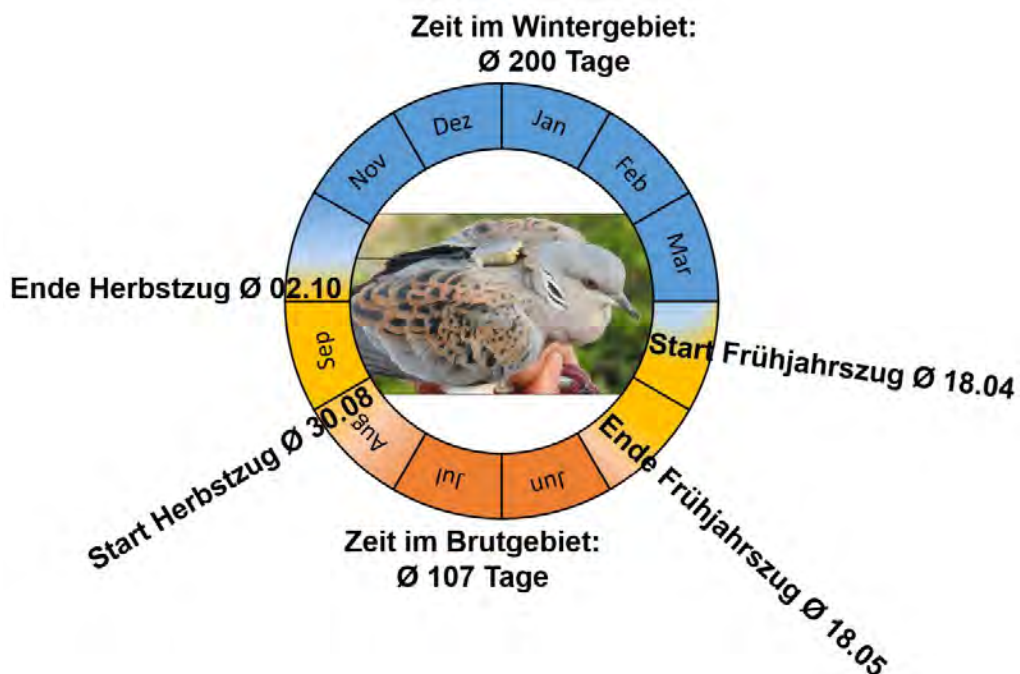 Zeit im Wintergebiet:
Ø 200 Tage
Dez
Jan
Nov
Feb
Mar
Ende Herbstzug Ø 02.10
Start Frühjahrszug Ø 18.04
Sep
Aug
Start Herbstzug Ø 30.08
Jul
Jun
Ende Frühjahrszug Ø 18.05
Zeit im Brutgebiet:
Ø 107 Tage